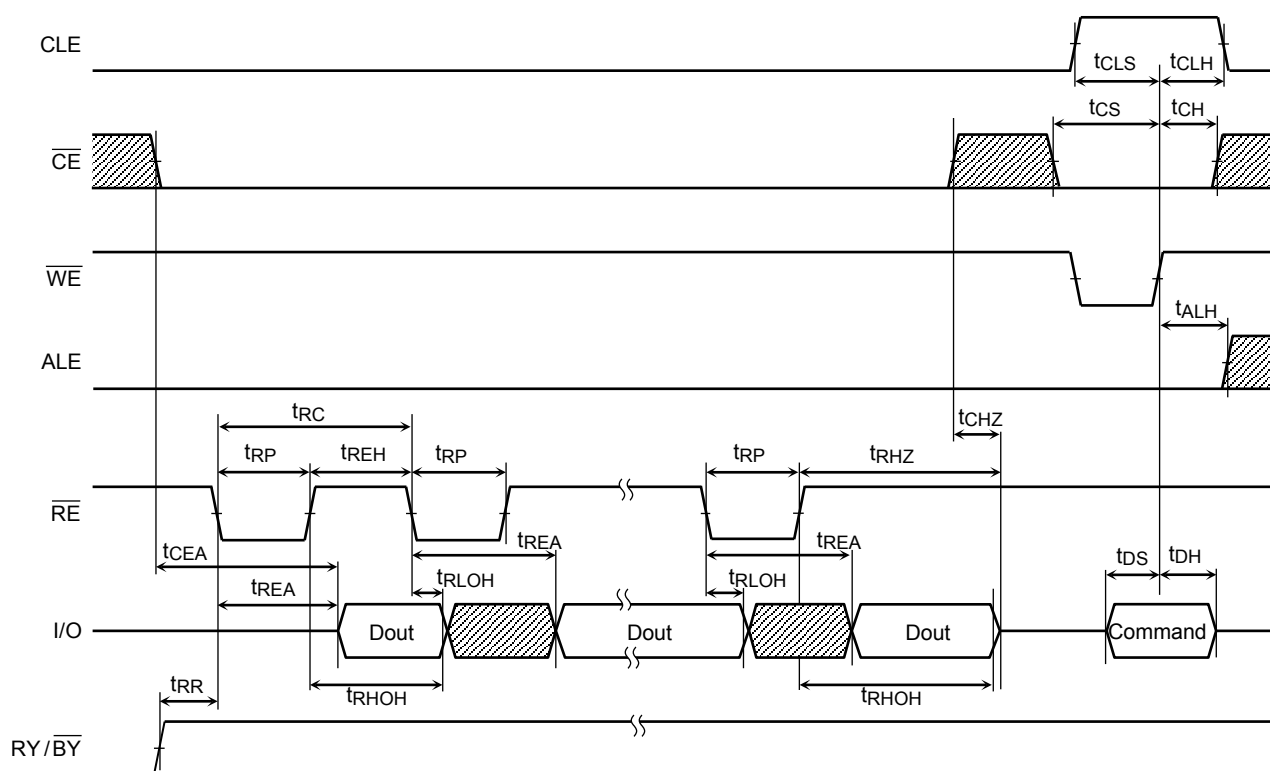 CLE
tCLS tCLH
tCS tCH
CE
WE
tALH
ALE
tRC
tCHZ
tRP tREH tRP tRP tRHZ
RE
tCEA tREA tREA
tDS tDH
tREA tRLOH tRLOH
I/O Dout Dout Dout Command
tRR tRHOH tRHOH
RY/BY